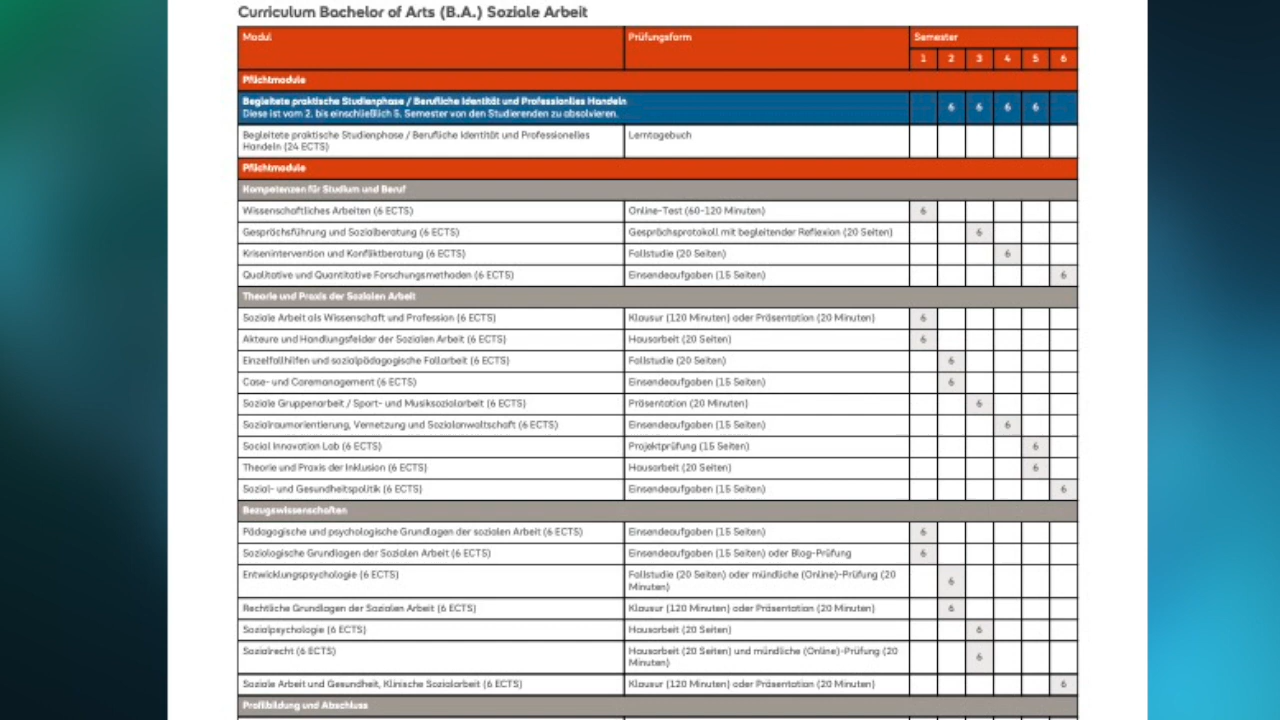 Curriculum Bachelor of Arts (B.A.) Soziale Arbeit
Modul Prüfungsform Semester
1 2 3 4 5 6
Pflichtmodule
Begleitete praktische Studienphase / Berufliche Identität und Professionlles Handeln 6 6 6 6
Diese ist vom 2. bis einschließlich 5. Semester von den Studierenden zu absolvieren.
Begleitete praktische Studienphase / Berufliche Identität und Professionelles Lerntagebuch
Handeln (24 ECTS)
Pflichtmodule
Kompetenzen für Studium und Beruf
Wissenschaftliches Arbeiten (6 ECTS) Online-Test (60-120 Minuten) 6
Gesprächsführung und Sozialberatung (6 ECTS) Gesprächsprotokoll mit begleitender Reflexion (20 Seiten) 6
Krisenintervention und Konfliktberatung (6 ECTS) Fallstudie (20 Seiten) 6
Qualitative und Quantitative Forschungsmethoden (6 ECTS) Einsendeaufgaben (15 Seiten) 6
Theorie und Praxis der Sozialen Arbeit
Soziale Arbeit als Wissenschaft und Profession (6 ECTS) Klausur (120 Minuten) oder Präsentation (20 Minuten) 6
Akteure und Handlungsfelder der Sozialen Arbeit (6 ECTS) Hausarbeit (20 Seiten) 6
Einzelfallhilfen und sozialpädagogische Fallarbeit (6 ECTS) Fallstudie (20 Seiten) 6
Case- und Caremanagement (6 ECTS) Einsendeaufgaben (15 Seiten) 6
Soziale Gruppenarbeit / Sport- und Musiksozialarbeit (6 ECTS) Präsentation (20 Minuten) 6
Sozialraumorientierung, Vernetzung und Sozialanwaltschaft (6 ECTS) Einsendeaufgaben (15 Seiten) 6
Social Innovation Lab (6 ECTS) Projektprüfung (15 Seiten) 6
Theorie und Praxis der Inklusion (6 ECTS) Hausarbeit (20 Seiten) 6
Sozial- und Gesundheitspolitik (6 ECTS) Einsendeaufgaben (15 Seiten) 6
Bezugswissenschaften
Pädagogische und psychologische Grundlagen der sozialen Arbeit (6 ECTS) Einsendeaufgaben (15 Seiten) 6
Soziologische Grundlagen der Sozialen Arbeit (6 ECTS) Einsendeaufgaben (15 Seiten) oder Blog-Prüfung 6
Entwicklungspsychologie (6 ECTS) Fallstudie (20 Seiten) oder mündliche (Online)-Prüfung (20 6
Minuten)
Rechtliche Grundlagen der Sozialen Arbeit (6 ECTS) Klausur (120 Minuten) oder Präsentation (20 Minuten) 6
Sozialpsychologie (6 ECTS) Hausarbeit (20 Seiten) 6
Sozialrecht (6 ECTS) Hausarbeit (20 Seiten) und mündliche (Online)-Prüfung (20 6
Minuten)
Soziale Arbeit und Gesundheit, Klinische Sozialarbeit (6 ECTS) Klausur (120 Minuten) oder Präsentation (20 Minuten) 6
Profilbildung und Abschluss